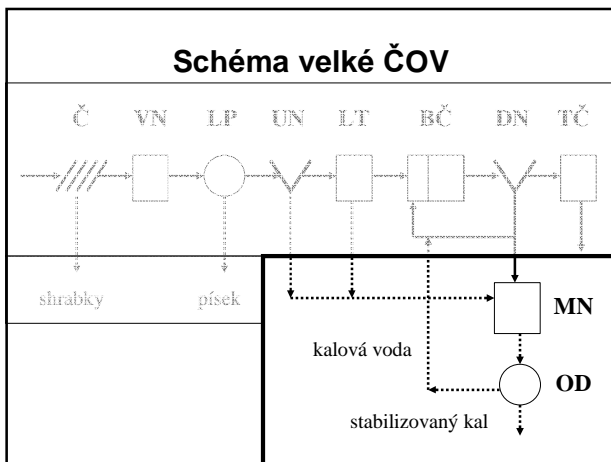 Schéma velké ČOV
Č VN LP UN LT BČ DN TČ
shrabky písek
MN
kalová voda
OD
stabilizovaný kal